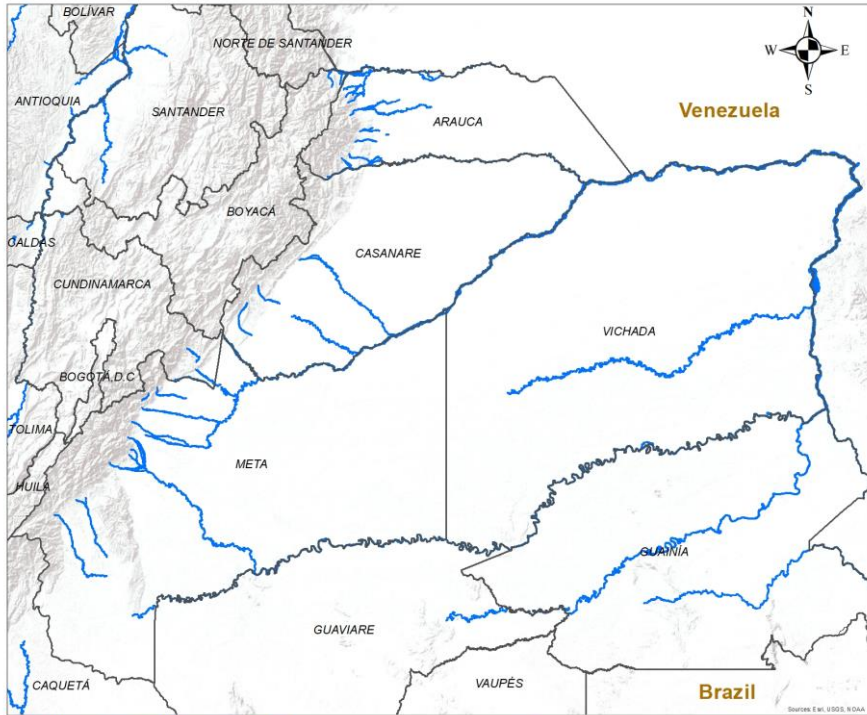 BOLÍVAR
N
NORTE DE SANTANDER
W E
S
ANTIOQUIA
SANTANDER
Venezuela
ARAUCA
BOYACÁ
CALDAS
CASANARE
CUNDINAMARCA
VICHADA
BOGOTÁ.D.C
TOLIMA
META
HUILA
GUAINÍA
GUAVIARE
CAQUETÁ
VAUPÉS
Brazil
Sources: Esri, USGS, NOAA